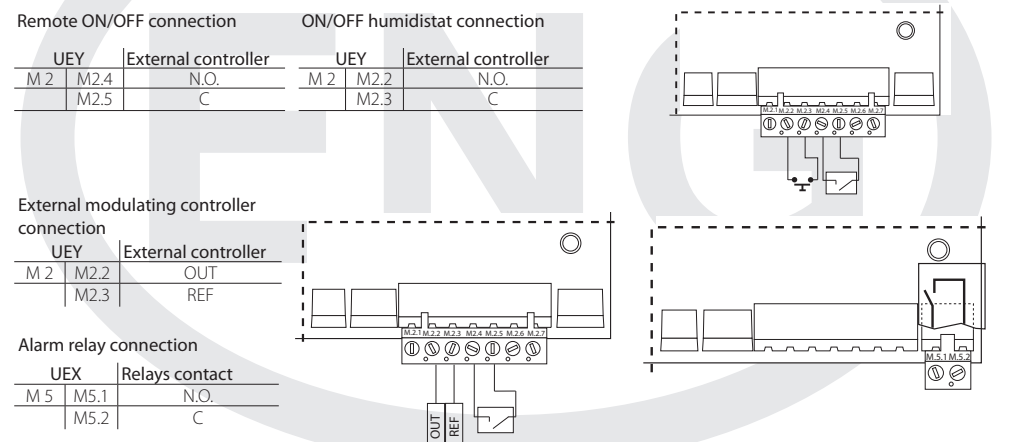 Remote ON/OFF connection
UEY External controller
M 2 M2.4 N.O.
M2.5 C
ON/OFF humidistat connection
UEY External controller
M 2 M2.2 N.O.
M2.3 C
M.2.1 M.2.2 M.2.3 M2.4 M.2.5 M.2.6 M.2.7
External modulating controller
connection
UEY External controller
M 2 M2.2 OUT
M2.3 REF
M.2.1 M.2.2 M.2.3 M2.4 M.2.5 M.2.6 M.2.7
OUT
REF
Alarm relay connection
UEX Relays contact
M 5 M5.1 N.O.
M5.2 C
M.5.1 M.5.2
ENG